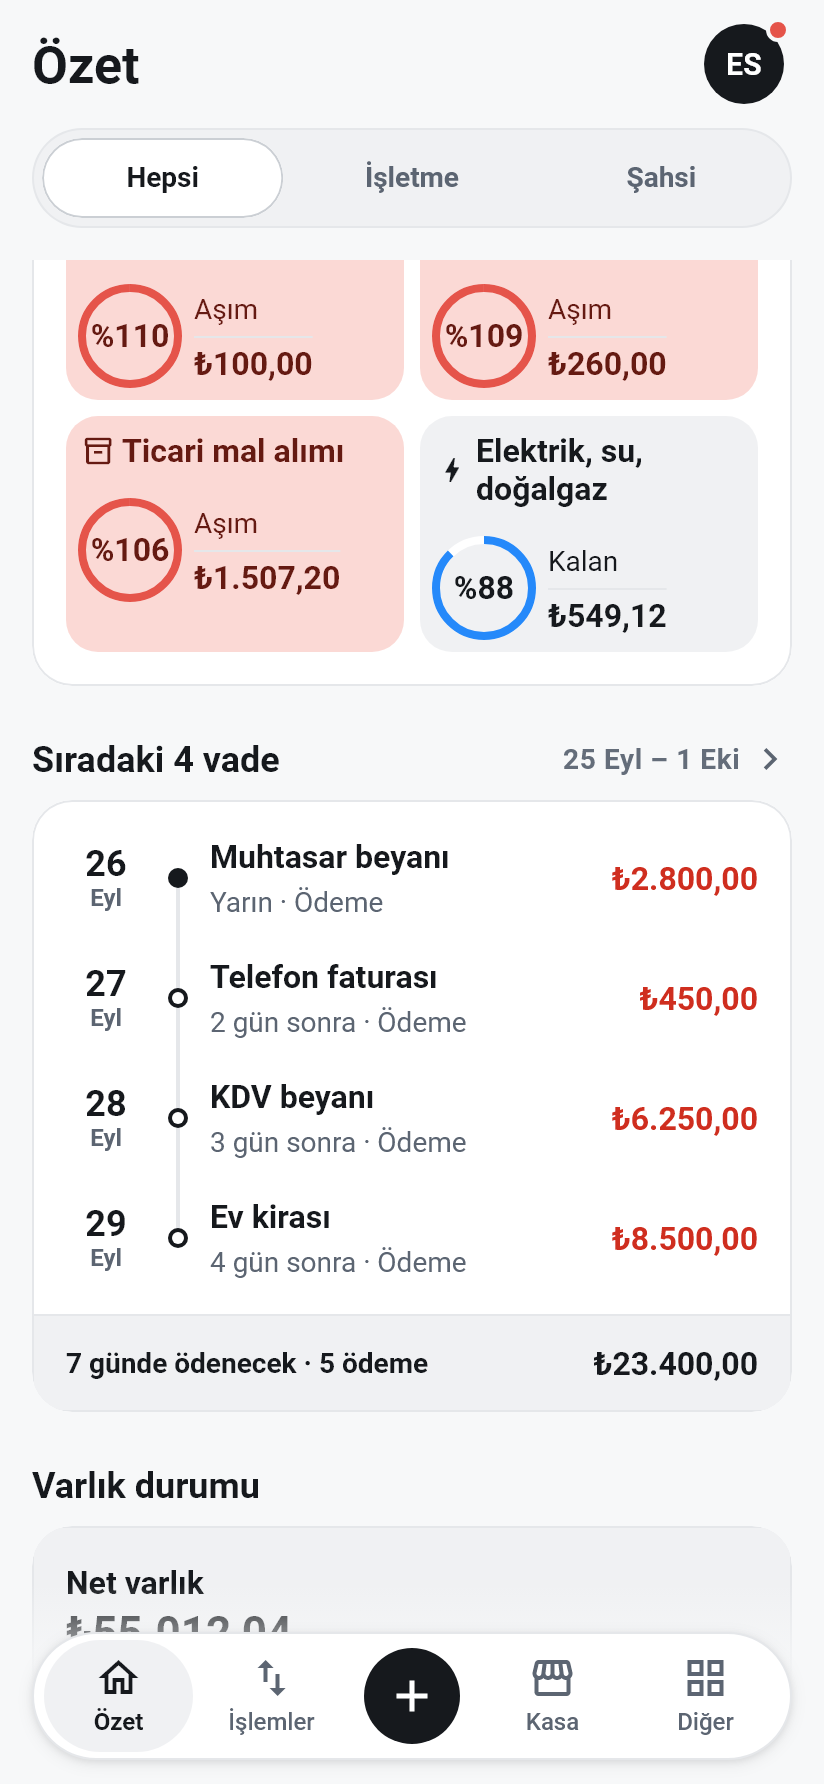 Özet
ES
Hepsi
İşletme
Şahsi
%110
Aşım
₺100,00
%109
Aşım
₺260,00
Ticari mal alımı
%106
Aşım
₺1.507,20
Elektrik, su,
doğalgaz
%88
Kalan
₺549,12
Sıradaki 4 vade
25 Eyl – 1 Eki
26
Eyl
Muhtasar beyanı
Yarın · Ödeme
₺2.800,00
27
Eyl
Telefon faturası
2 gün sonra · Ödeme
₺450,00
28
Eyl
KDV beyanı
3 gün sonra · Ödeme
₺6.250,00
29
Eyl
Ev kirası
4 gün sonra · Ödeme
₺8.500,00
7 günde ödenecek · 5 ödeme
₺23.400,00
Varlık durumu
Net varlık
₺55.012,04
Özet
İşlemler
Kasa
Diğer